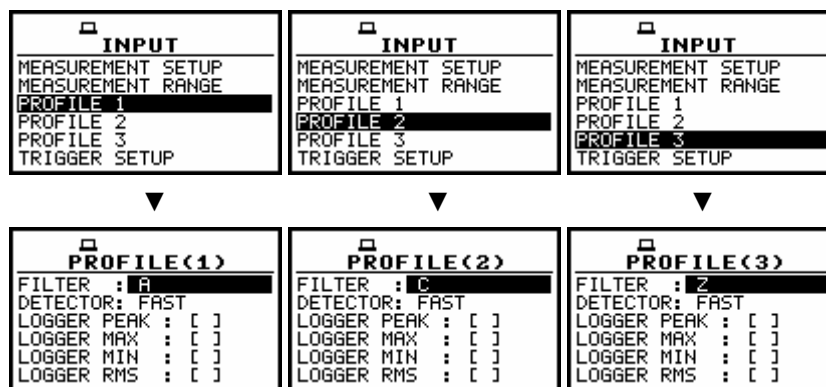 INPUT
MEASUREMENT SETUP
MEASUREMENT RANGE
PROFILE 1
PROFILE 2
PROFILE 3
TRIGGER SETUP
INPUT
MEASUREMENT SETUP
MEASUREMENT RANGE
PROFILE 1
PROFILE 2
PROFILE 3
TRIGGER SETUP
INPUT
MEASUREMENT SETUP
MEASUREMENT RANGE
PROFILE 1
PROFILE 2
PROFILE 3
TRIGGER SETUP
PROFILE(1)
FILTER : A
DETECTOR: FAST
LOGGER PEAK : [ ]
LOGGER MAX : [ ]
LOGGER MIN : [ ]
LOGGER RMS : [ ]
PROFILE(2)
FILTER : C
DETECTOR: FAST
LOGGER PEAK : [ ]
LOGGER MAX : [ ]
LOGGER MIN : [ ]
LOGGER RMS : [ ]
PROFILE(3)
FILTER : Z
DETECTOR: FAST
LOGGER PEAK : [ ]
LOGGER MAX : [ ]
LOGGER MIN : [ ]
LOGGER RMS : [ ]